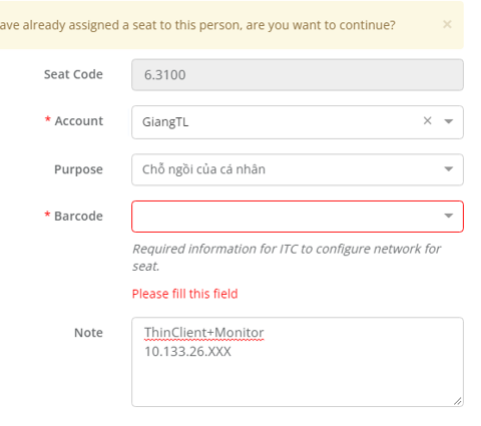 ave already assigned a seat to this person, are you want to continue? ×
Seat Code 6.3100
* Account GiangTL × 
Purpose Chỗ ngồi của cá nhân
* Barcode
Required information for ITC to configure network for
seat.
Please fill this field
Note ThinClient+Monitor
10.133.26.XXX